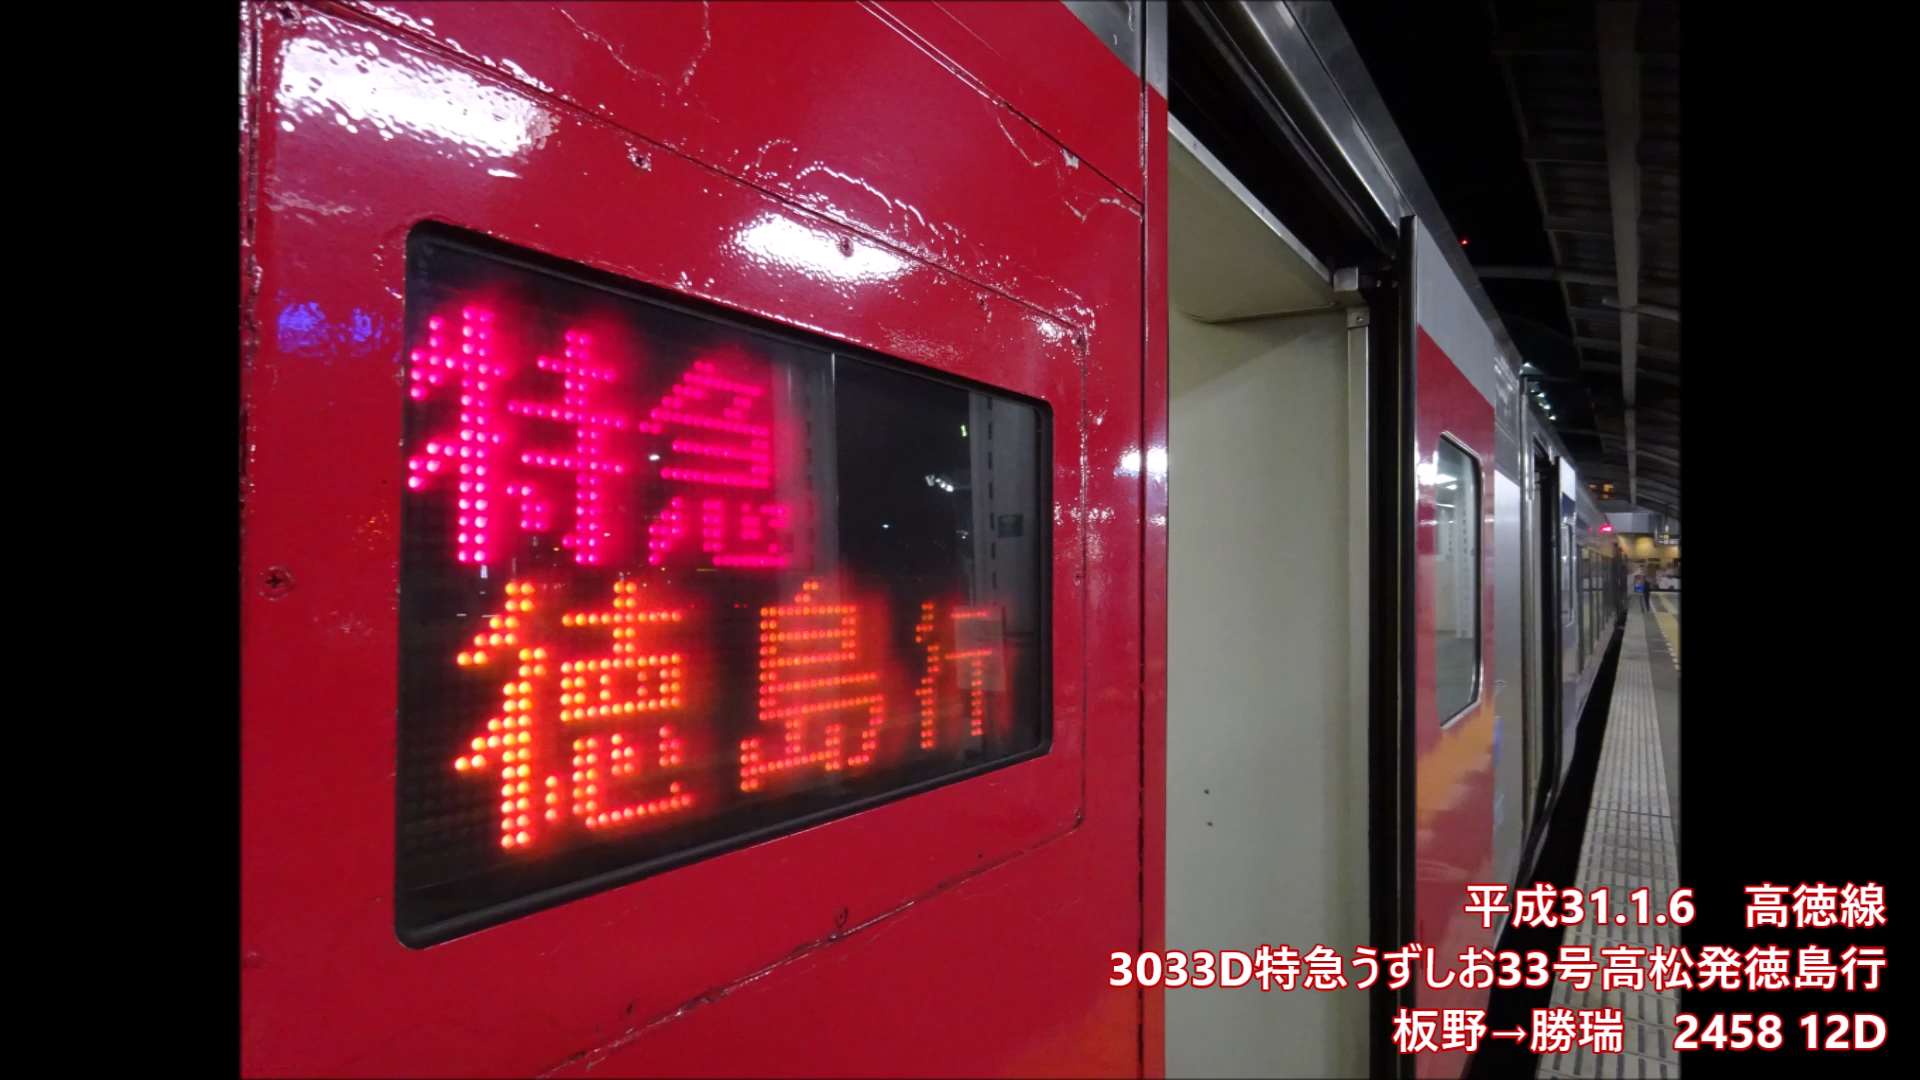 特急
徳島行
平成31.1.6　高徳線
3033D特急うずしお33号高松発徳島行
板野→勝瑞　2458 12D